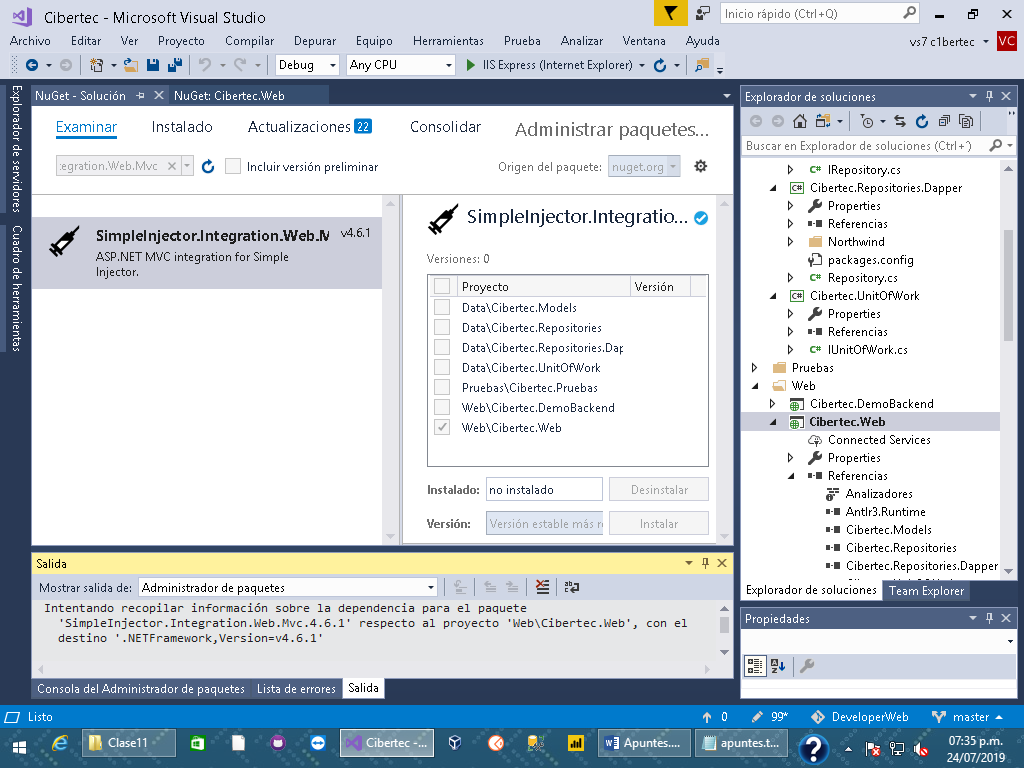 Cibertec - Microsoft Visual Studio
Inicio rápido (Ctrl+Q)
Archivo Editar Ver Proyecto Compilar Depurar Equipo Herramientas Prueba Analizar Ventana Ayuda
vs7 c1bertec VC
Debug Any CPU IIS Express (Internet Explorer)
Explorador de servidores
Cuadro de herramientas
NuGet - Solución NuGet: Cibertec.Web
Examinar Instalado Actualizaciones 22 Consolidar Administrar paquetes...
:egration.Web.Mvc Incluir versión preliminar Origen del paquete: nuget.org
SimpleInjector.Integration.Web.M v4.6.1
ASP.NET MVC integration for Simple
Injector.
SimpleInjector.Integratio...
Versiones: 0
Proyecto Versión
Data\Cibertec.Models
Data\Cibertec.Repositories
Data\Cibertec.Repositories.Dap
Data\Cibertec.UnitOfWork
Pruebas\Cibertec.Pruebas
Web\Cibertec.DemoBackend
Web\Cibertec.Web
Instalado: no instalado Desinstalar
Versión: Versión estable más r Instalar
Salida
Mostrar salida de: Administrador de paquetes
Intentando recopilar información sobre la dependencia para el paquete
'SimpleInjector.Integration.Web.Mvc.4.6.1' respecto al proyecto 'Web\Cibertec.Web', con el
destino '.NETFramework,Version=v4.6.1'
Consola del Administrador de paquetes Lista de errores Salida
Explorador de soluciones
Buscar en Explorador de soluciones (Ctrl+´)
C# IRepository.cs
C# Cibertec.Repositories.Dapper
Properties
Referencias
Northwind
packages.config
C# Repository.cs
C# Cibertec.UnitOfWork
Properties
Referencias
C# IUnitOfWork.cs
Pruebas
Web
Cibertec.DemoBackend
Cibertec.Web
Connected Services
Properties
Referencias
Analizadores
Antlr3.Runtime
Cibertec.Models
Cibertec.Repositories
Cibertec.Repositories.Dapper
Explorador de soluciones Team Explorer
Propiedades
Listo 0 99* DeveloperWeb master
Clase11 Cibertec -... Apuntes.... apuntes.t...
07:35 p.m.
24/07/2019